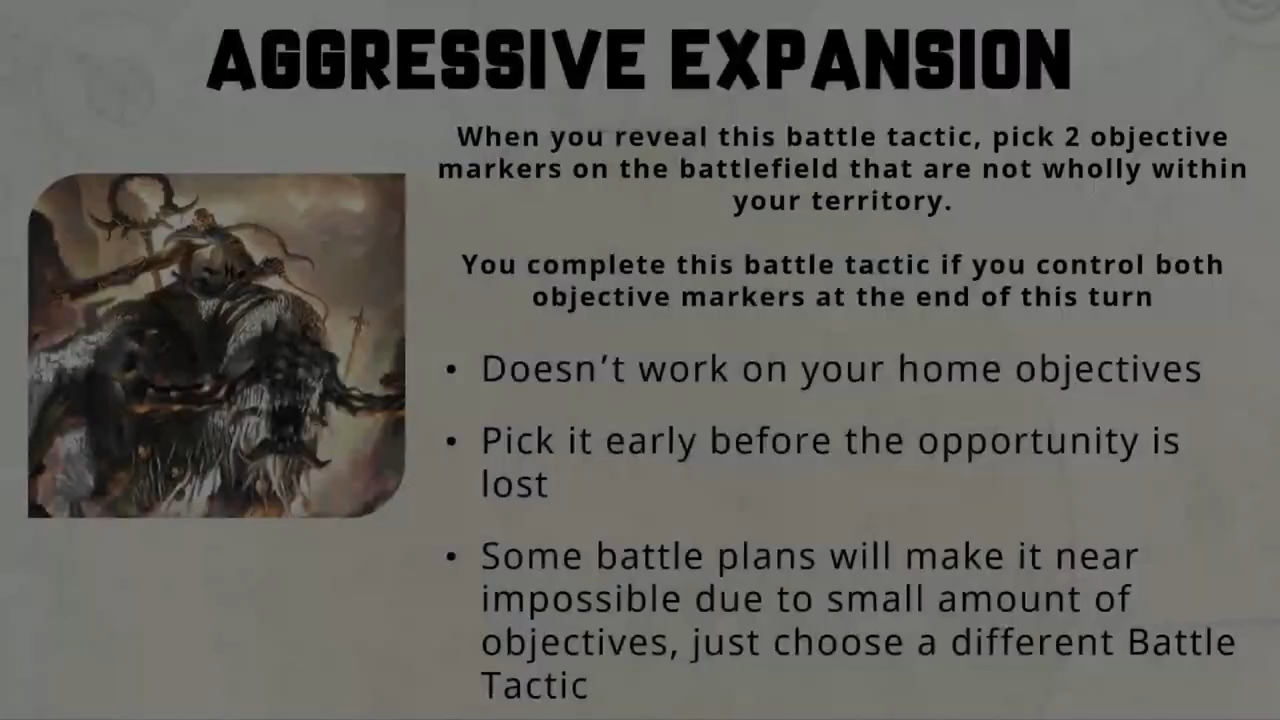 AGGRESSIVE EXPANSION
When you reveal this battle tactic, pick 2 objective
markers on the battlefield that are not wholly within
your territory.
You complete this battle tactic if you control both
objective markers at the end of this turn
• Doesn’t work on your home objectives
• Pick it early before the opportunity is
lost
• Some battle plans will make it near
impossible due to small amount of
objectives, just choose a different Battle
Tactic